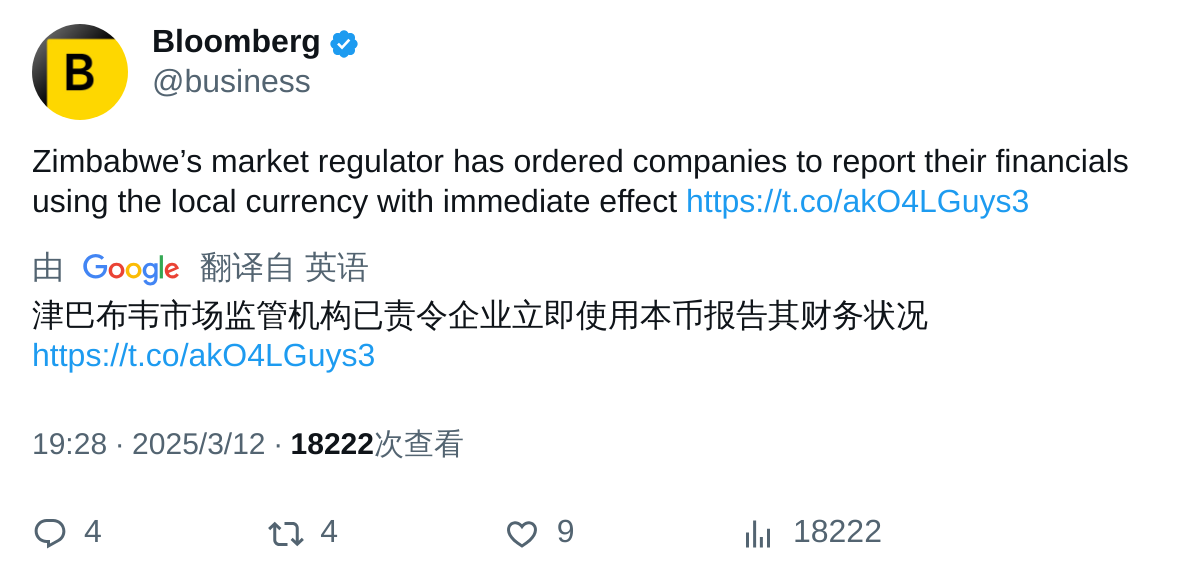 B
Bloomberg
@business
Zimbabwe’s market regulator has ordered companies to report their financials
using the local currency with immediate effect https://t.co/akO4LGuys3
由 Google 翻译自 英语
津巴布韦市场监管机构已责令企业立即使用本币报告其财务状况
https://t.co/akO4LGuys3
19:28 · 2025/3/12 · 18222次查看
4 4 9 18222